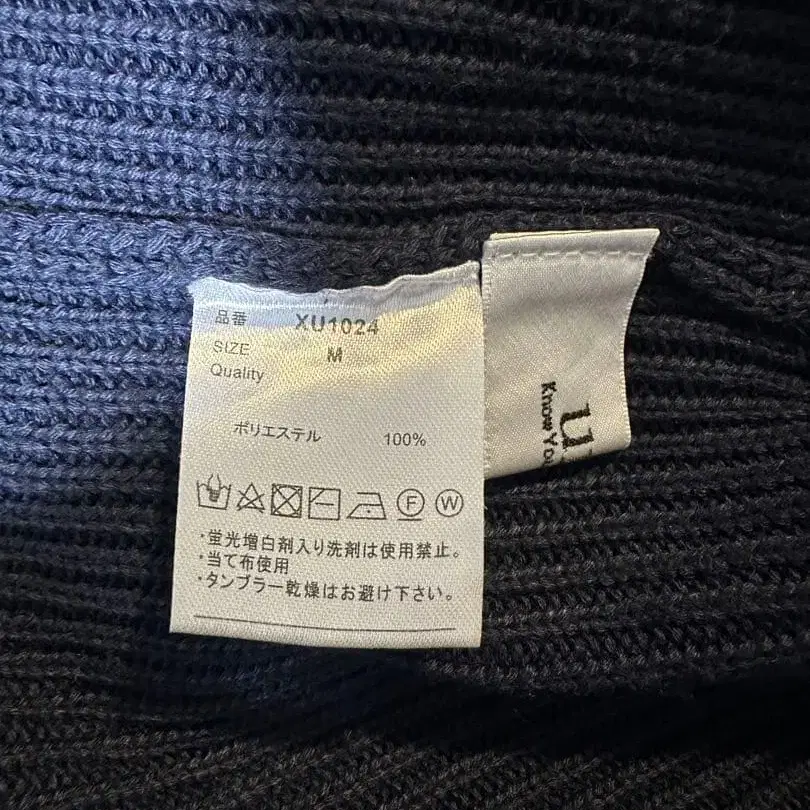 品番 XU1024
SIZE M
Quality
ポリエステル 100%
F W
・蛍光増白剤入り洗剤は使用禁止。
・当て布使用
・タンブラー乾燥はお避け下さい。
Know